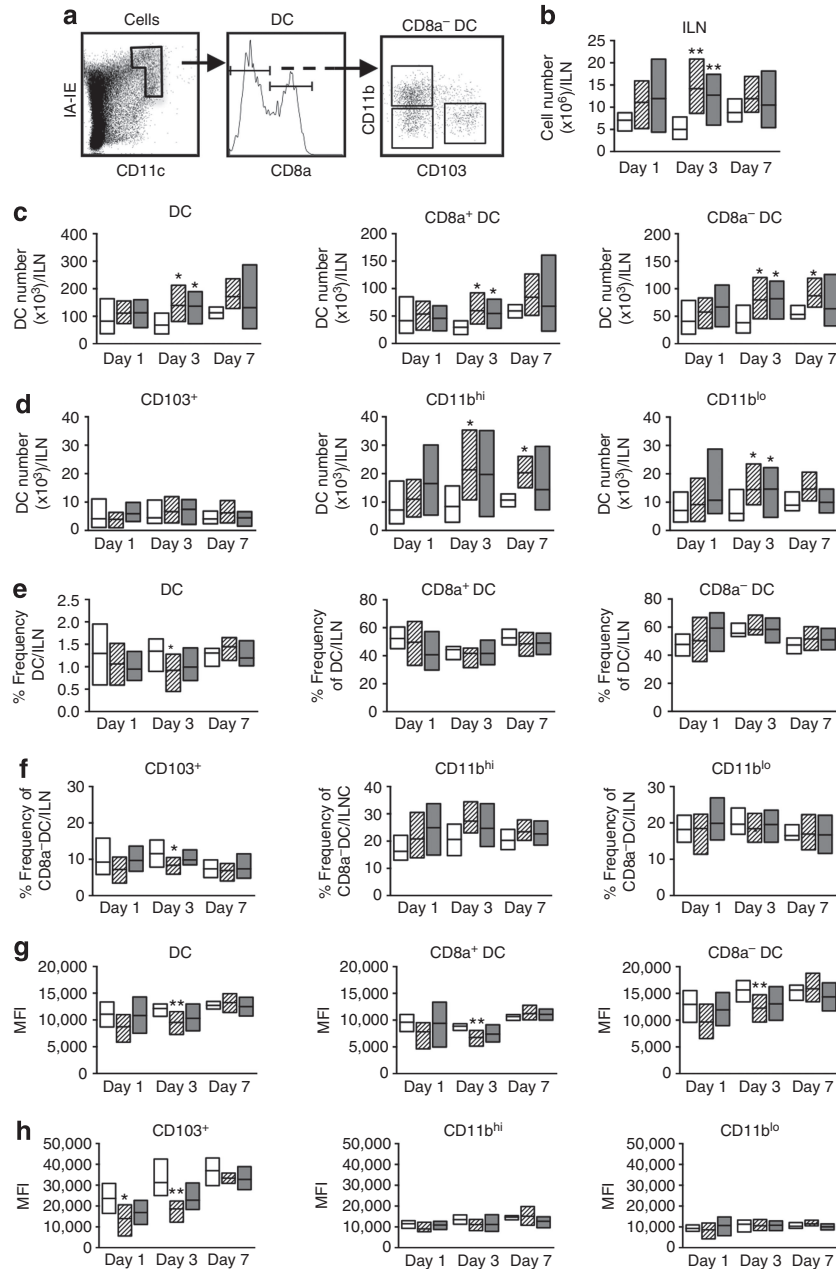 a
Cells
DC
CD8a⁻ DC
IA-IE
CD11b
CD11c
CD8a
CD103
b
ILN
Cell number
(x10⁶)/ILN
25
20
15
10
5
0
Day 1 Day 3 Day 7
** **
c
DC
DC number
(x10³)/ILN
400
300
200
100
0
* *
Day 1 Day 3 Day 7
CD8a⁺ DC
DC number
(x10³)/ILN
200
150
100
50
0
* *
Day 1 Day 3 Day 7
CD8a⁻ DC
DC number
(x10³)/ILN
200
150
100
50
0
* * *
Day 1 Day 3 Day 7
d
CD103⁺
DC number
(x10³)/ILN
40
30
20
10
0
Day 1 Day 3 Day 7
CD11bʰⁱ
DC number
(x10³)/ILN
40
30
20
10
0
* *
Day 1 Day 3 Day 7
CD11bˡᵒ
DC number
(x10³)/ILN
40
30
20
10
0
* *
Day 1 Day 3 Day 7
e
DC
% Frequency
DC/ILN
2.5
2.0
1.5
1.0
0.5
0.0
*
Day 1 Day 3 Day 7
CD8a⁺ DC
% Frequency
of DC/ILN
80
60
40
20
0
Day 1 Day 3 Day 7
CD8a⁻ DC
% Frequency
of DC/ILN
80
60
40
20
0
Day 1 Day 3 Day 7
f
CD103⁺
% Frequency of
CD8a⁻DC/ILN
30
20
10
0
*
Day 1 Day 3 Day 7
CD11bʰⁱ
% Frequency of
CD8a⁻DC/ILNC
40
30
20
10
0
Day 1 Day 3 Day 7
CD11bˡᵒ
% Frequency of
CD8a⁻DC/ILN
30
20
10
0
Day 1 Day 3 Day 7
g
DC
MFI
20,000
15,000
10,000
5,000
0
**
Day 1 Day 3 Day 7
CD8a⁺ DC
MFI
20,000
15,000
10,000
5,000
0
**
Day 1 Day 3 Day 7
CD8a⁻ DC
MFI
20,000
15,000
10,000
5,000
0
**
Day 1 Day 3 Day 7
h
CD103⁺
MFI
50,000
40,000
30,000
20,000
10,000
0
* **
Day 1 Day 3 Day 7
CD11bʰⁱ
MFI
50,000
40,000
30,000
20,000
10,000
0
Day 1 Day 3 Day 7
CD11bˡᵒ
MFI
50,000
40,000
30,000
20,000
10,000
0
Day 1 Day 3 Day 7